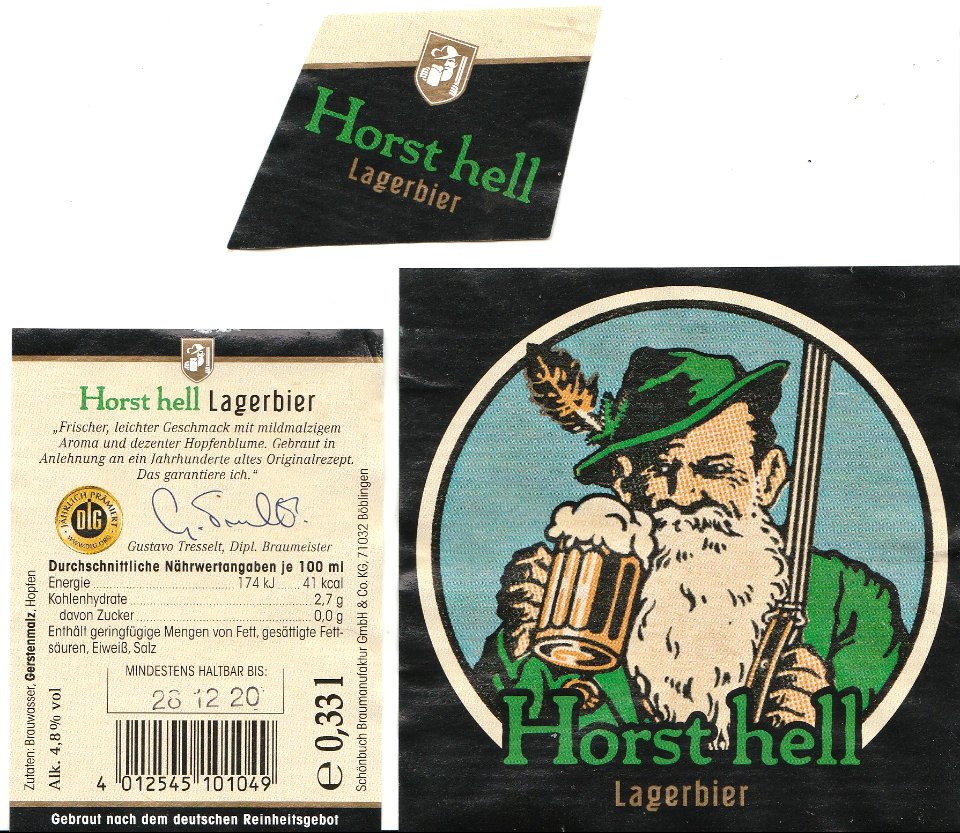 Horst hell
Lagerbier
Horst hell Lagerbier
„Frischer, leichter Geschmack mit mildmalzigem
Aroma und dezenter Hopfenblume. Gebraut in
Anlehnung an ein Jahrhunderte altes Originalrezept.
Das garantiere ich.“
JÄHRLICH PRÄMIERT
DLG
WWW.DLG.ORG
Gustavo Tresselt, Dipl. Braumeister
Durchschnittliche Nährwertangaben je 100 ml
Energie 174 kJ 41 kcal
Kohlenhydrate 2,7 g
davon Zucker 0,0 g
Enthält geringfügige Mengen von Fett, gesättigte Fett-
säuren, Eiweiß, Salz
MINDESTENS HALTBAR BIS:
28 12 20
4 012545 101049
Zutaten: Brauwasser, Gerstenmalz, Hopfen
Alk. 4,8% vol
e 0,33 l
Schönbuch Braumanufaktur GmbH & Co. KG, 71032 Böblingen
Gebraut nach dem deutschen Reinheitsgebot
Horst hell
Lagerbier